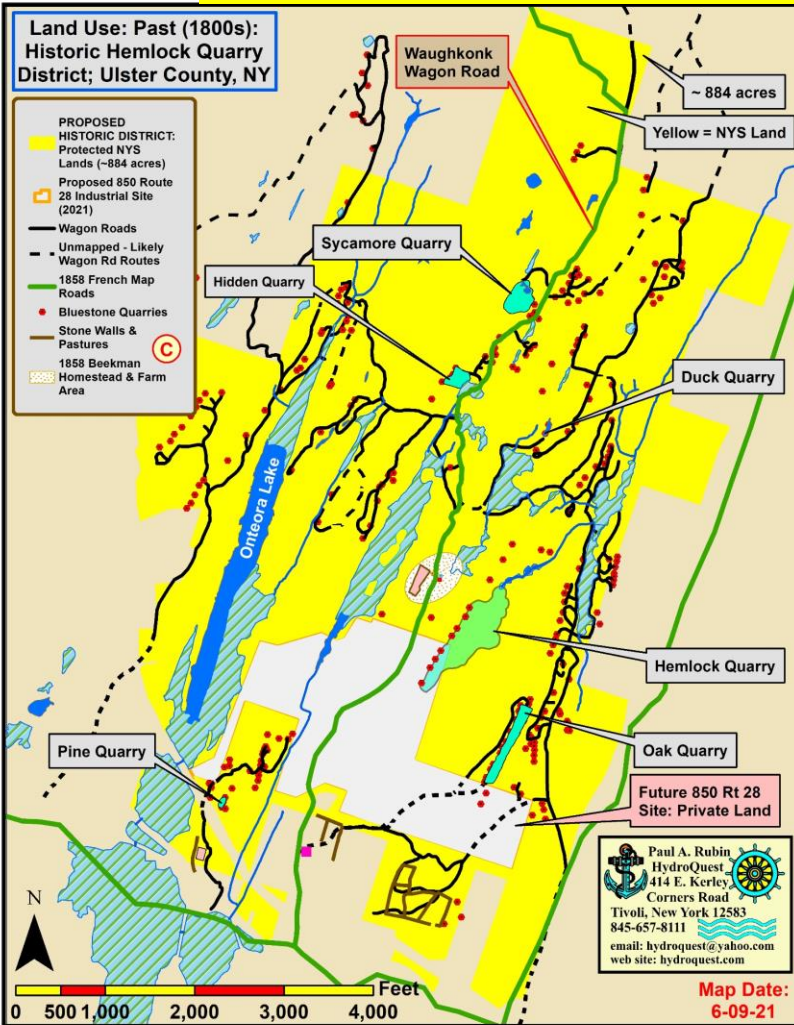 Land Use: Past (1800s):
Historic Hemlock Quarry
District; Ulster County, NY
PROPOSED
HISTORIC DISTRICT:
Protected NYS
Lands (~884 acres)
Proposed 850 Route
28 Industrial Site
(2021)
Wagon Roads
Unmapped - Likely
Wagon Rd Routes
1858 French Map
Roads
Bluestone Quarries
Stone Walls &
Pastures
C
1858 Beekman
Homestead & Farm
Area
Waughkonk
Wagon Road
~ 884 acres
Yellow = NYS Land
Sycamore Quarry
Hidden Quarry
Duck Quarry
Onteora Lake
Hemlock Quarry
Oak Quarry
Pine Quarry
Future 850 Rt 28
Site: Private Land
Paul A. Rubin
HydroQuest
414 E. Kerley
Corners Road
Tivoli, New York 12583
845-657-8111
email: hydroquest@yahoo.com
web site: hydroquest.com
N
Feet
0 500 1,000 2,000 3,000 4,000
Map Date:
6-09-21